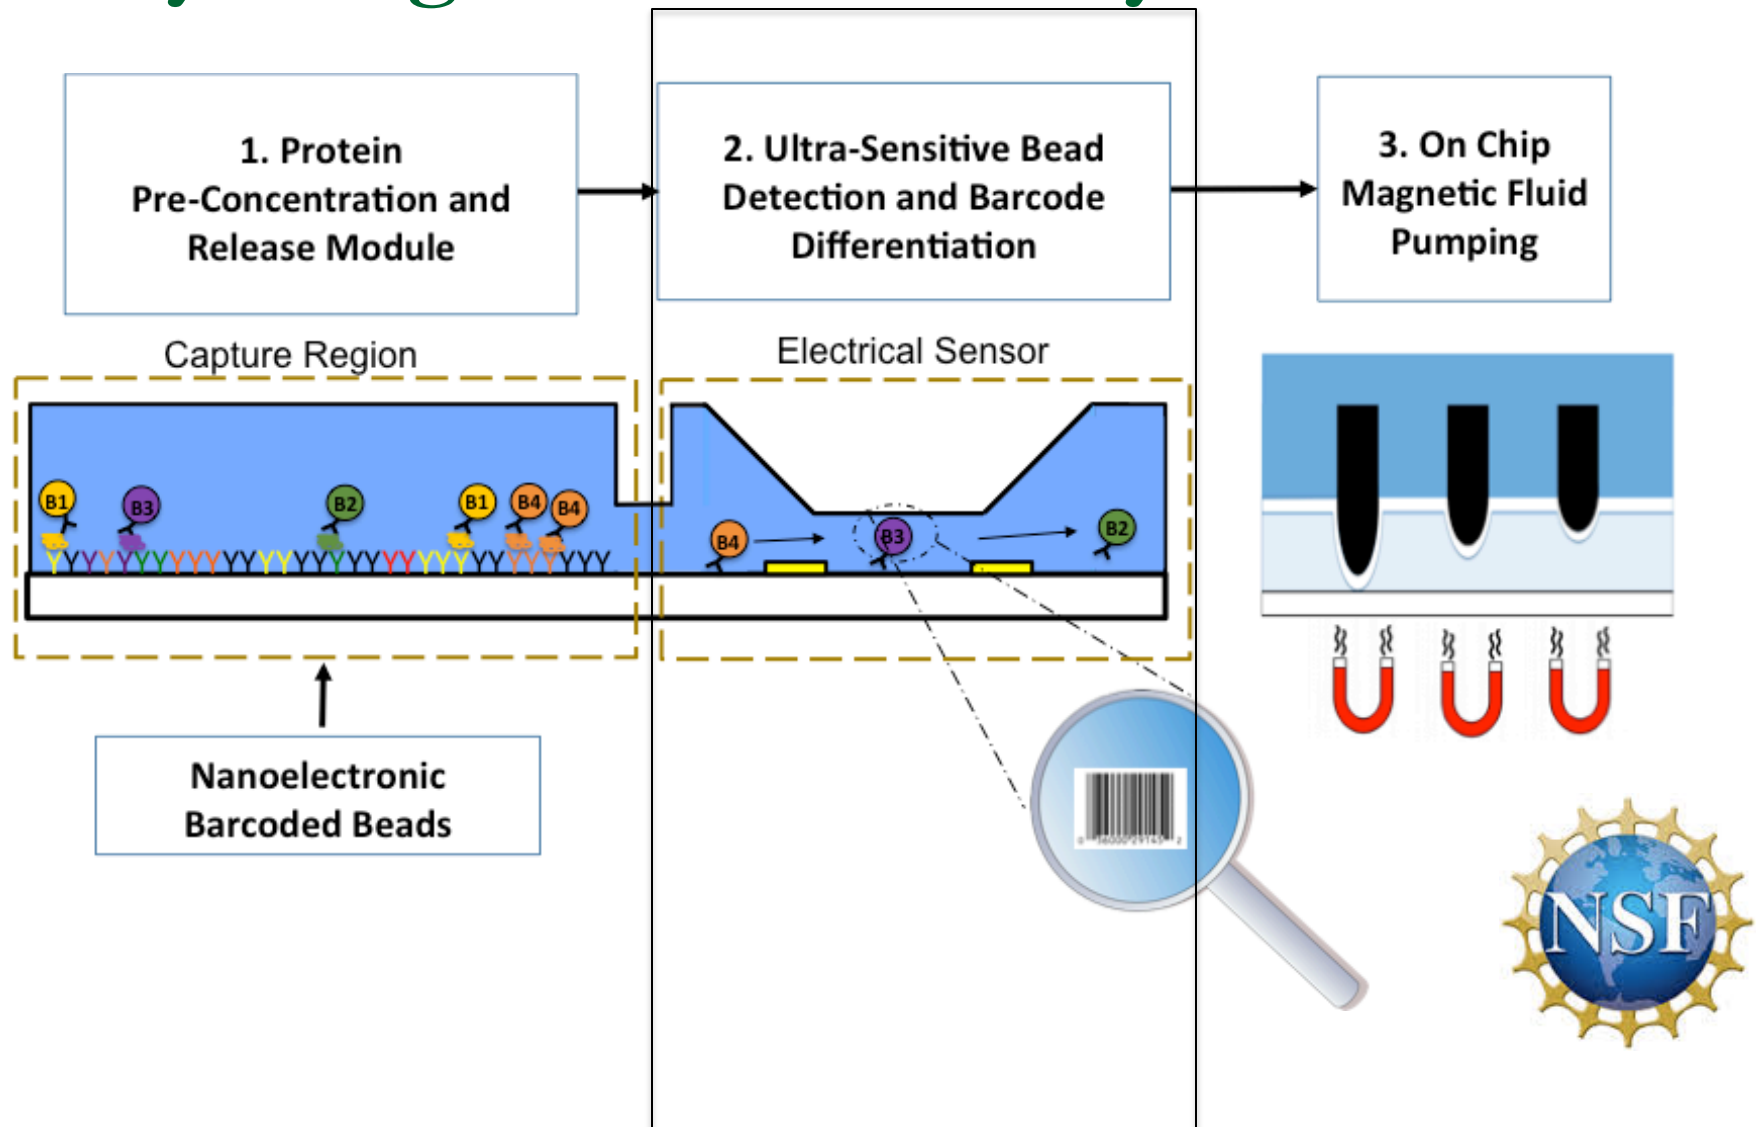 1. Protein
Pre-Concentration and
Release Module
2. Ultra-Sensitive Bead
Detection and Barcode
Differentiation
3. On Chip
Magnetic Fluid
Pumping
Capture Region
Electrical Sensor
B1
B3
B2
B1
B4
B4
B4
B3
B2
Nanoelectronic
Barcoded Beads
NSF